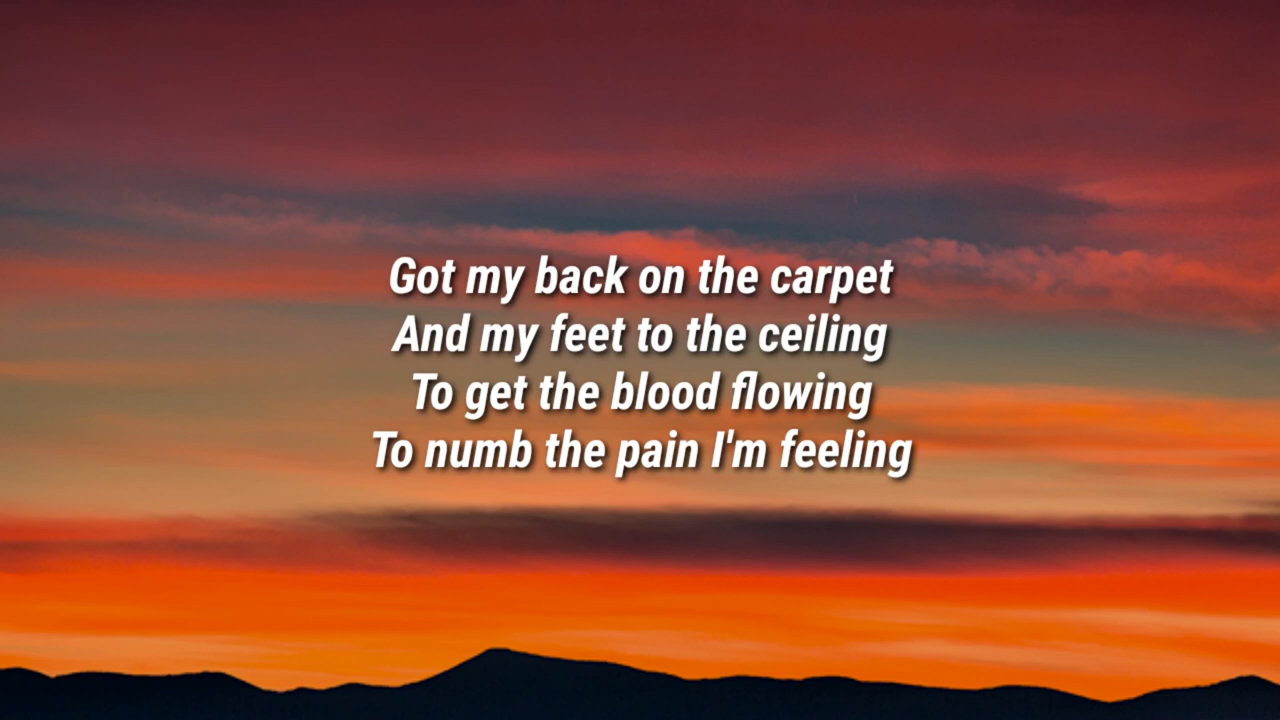 Got my back on the carpet
And my feet to the ceiling
To get the blood flowing
To numb the pain I'm feeling